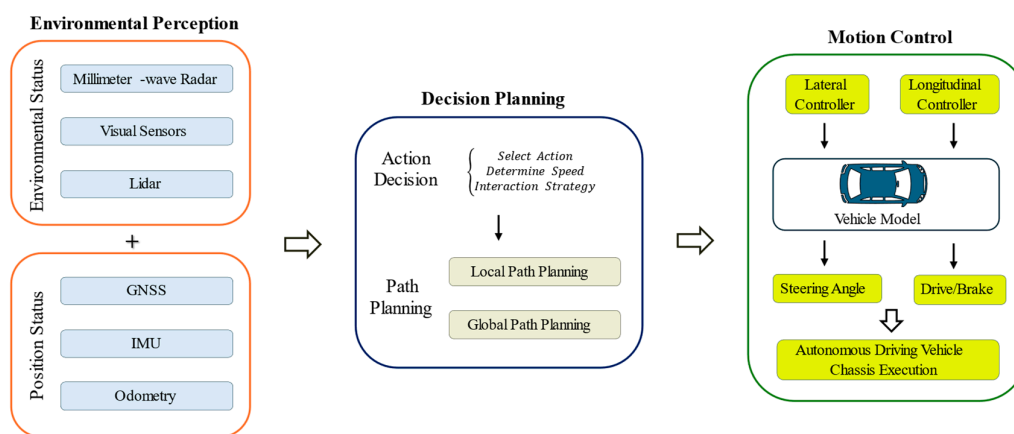 Environmental Perception
Environmental Status
Millimeter -wave Radar
Visual Sensors
Lidar
+
Position Status
GNSS
IMU
Odometry
Decision Planning
Action
Decision
Select Action
Determine Speed
Interaction Strategy
Path
Planning
Local Path Planning
Global Path Planning
Motion Control
Lateral
Controller
Longitudinal
Controller
Vehicle Model
Steering Angle
Drive/Brake
Autonomous Driving Vehicle
Chassis Execution